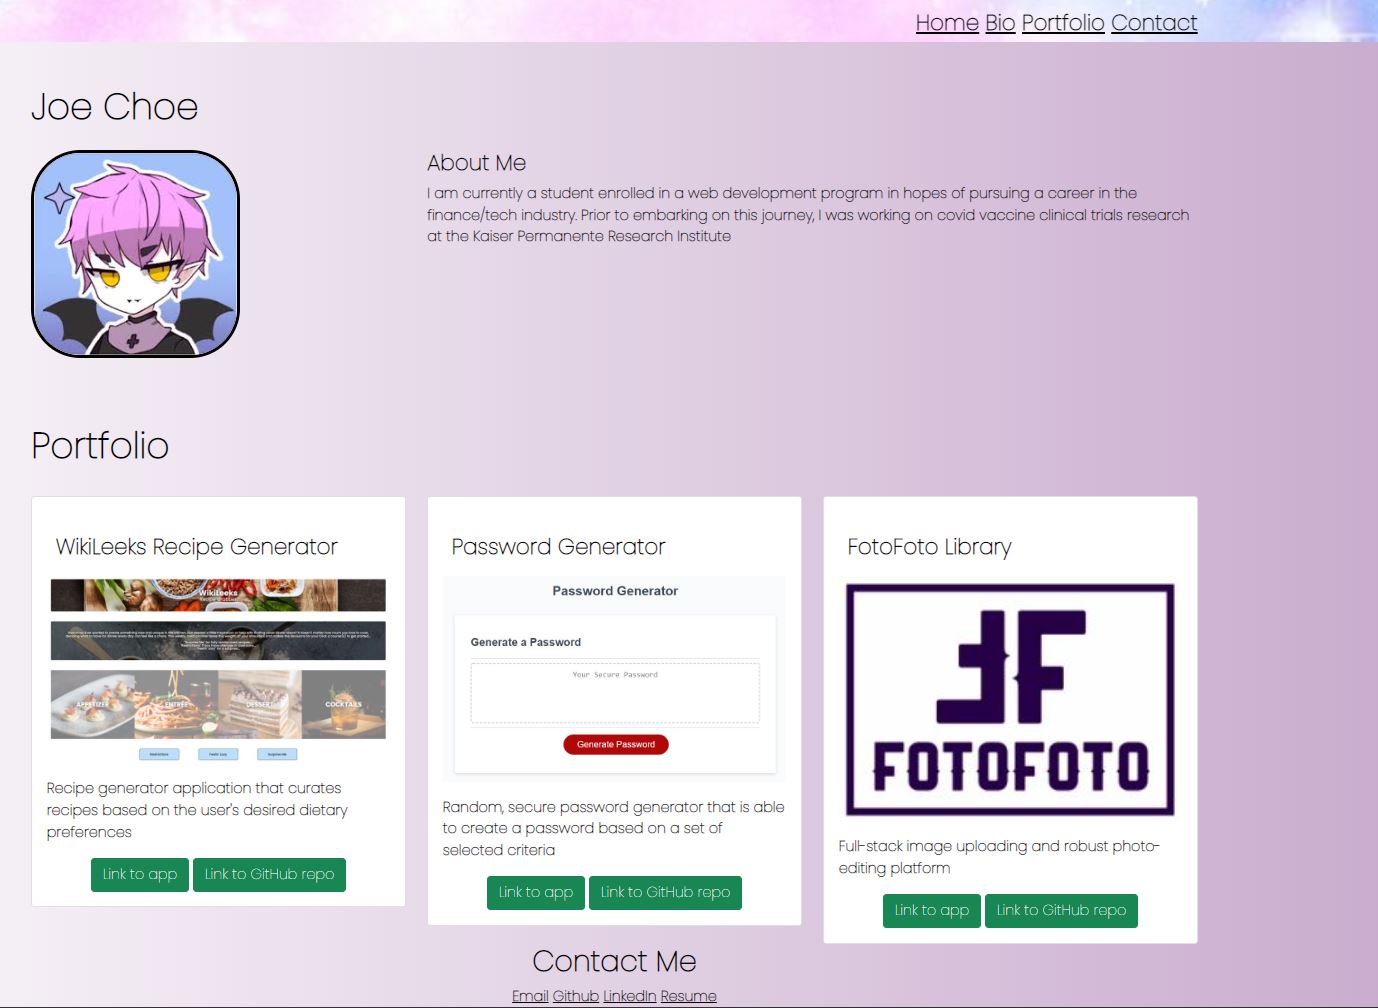 Home Bio Portfolio Contact
Joe Choe
About Me
I am currently a student enrolled in a web development program in hopes of pursuing a career in the
finance/tech industry. Prior to embarking on this journey, I was working on covid vaccine clinical trials research
at the Kaiser Permanente Research Institute
Portfolio
WikiLeeks Recipe Generator
WikiLeeks
APPETIZER
ENTRÉE
DESSERT
COCKTAILS
Recipe generator application that curates
recipes based on the user's desired dietary
preferences
Link to app Link to GitHub repo
Password Generator
Password Generator
Generate a Password
Your Secure Password
Generate Password
Random, secure password generator that is able
to create a password based on a set of
selected criteria
Link to app Link to GitHub repo
FotoFoto Library
FF
FOTOFOTO
Full-stack image uploading and robust photo-
editing platform
Link to app Link to GitHub repo
Contact Me
Email Github LinkedIn Resume